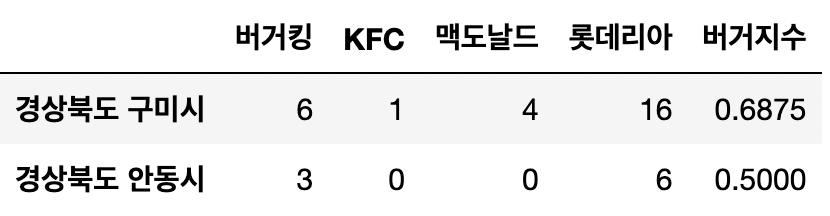 버거킹 KFC 맥도날드 롯데리아 버거지수
경상북도 구미시 6 1 4 16 0.6875
경상북도 안동시 3 0 0 6 0.5000